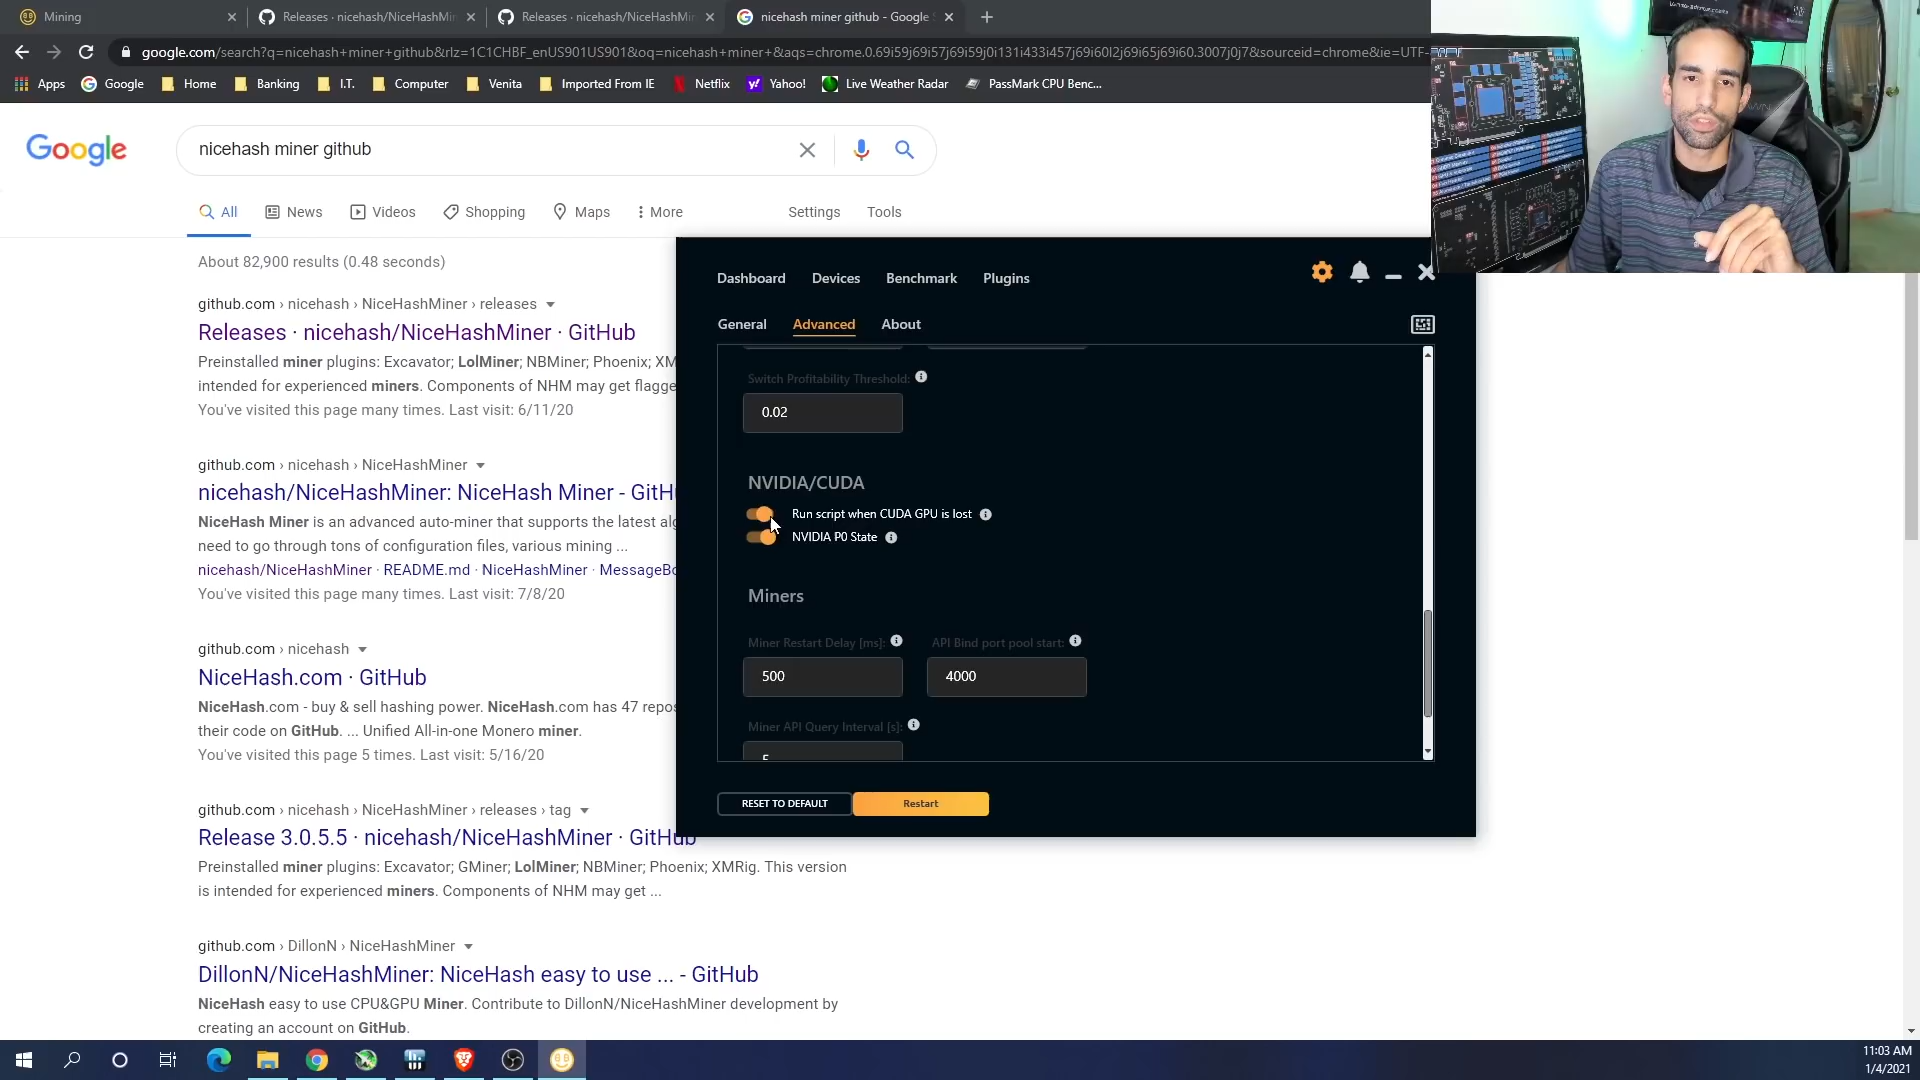 Mining
Releases · nicehash/NiceHashMin
Releases · nicehash/NiceHashMin
nicehash miner github - Google S
google.com/search?q=nicehash+miner+github&rlz=1C1CHBF_enUS901US901&oq=nicehash+miner+&aqs=chrome.0.69i59j69i57j69i59j0i131i433i457j69i60l2j69i65j69i60.3007j0j7&sourceid=chrome&ie=UTF-
Apps
Google
Home
Banking
I.T.
Computer
Venita
Imported From IE
Netflix
Yahoo!
Live Weather Radar
PassMark CPU Benc...
Google
nicehash miner github
All
News
Videos
Shopping
Maps
More
Settings
Tools
About 82,900 results (0.48 seconds)
github.com › nicehash › NiceHashMiner › releases
Releases · nicehash/NiceHashMiner · GitHub
Preinstalled miner plugins: Excavator; LolMiner; NBMiner; Phoenix; XM
intended for experienced miners. Components of NHM may get flagge
You've visited this page many times. Last visit: 6/11/20
github.com › nicehash › NiceHashMiner
nicehash/NiceHashMiner: NiceHash Miner - GitHu
NiceHash Miner is an advanced auto-miner that supports the latest alg
need to go through tons of configuration files, various mining ...
nicehash/NiceHashMiner · README.md · NiceHashMiner · MessageBo
You've visited this page many times. Last visit: 7/8/20
github.com › nicehash
NiceHash.com · GitHub
NiceHash.com - buy & sell hashing power. NiceHash.com has 47 repos
their code on GitHub. ... Unified All-in-one Monero miner.
You've visited this page 5 times. Last visit: 5/16/20
github.com › nicehash › NiceHashMiner › releases › tag
Release 3.0.5.5 · nicehash/NiceHashMiner · GitHub
Preinstalled miner plugins: Excavator; GMiner; LolMiner; NBMiner; Phoenix; XMRig. This version
is intended for experienced miners. Components of NHM may get ...
github.com › DillonN › NiceHashMiner
DillonN/NiceHashMiner: NiceHash easy to use ... - GitHub
NiceHash easy to use CPU&GPU Miner. Contribute to DillonN/NiceHashMiner development by
creating an account on GitHub.
Dashboard
Devices
Benchmark
Plugins
General
Advanced
About
Switch Profitability Threshold:
0.02
NVIDIA/CUDA
Run script when CUDA GPU is lost
NVIDIA P0 State
Miners
Miner Restart Delay [ms]:
API Bind port pool start:
500
4000
Miner API Query Interval [s]:
5
RESET TO DEFAULT
Restart
11:03 AM
1/4/2021